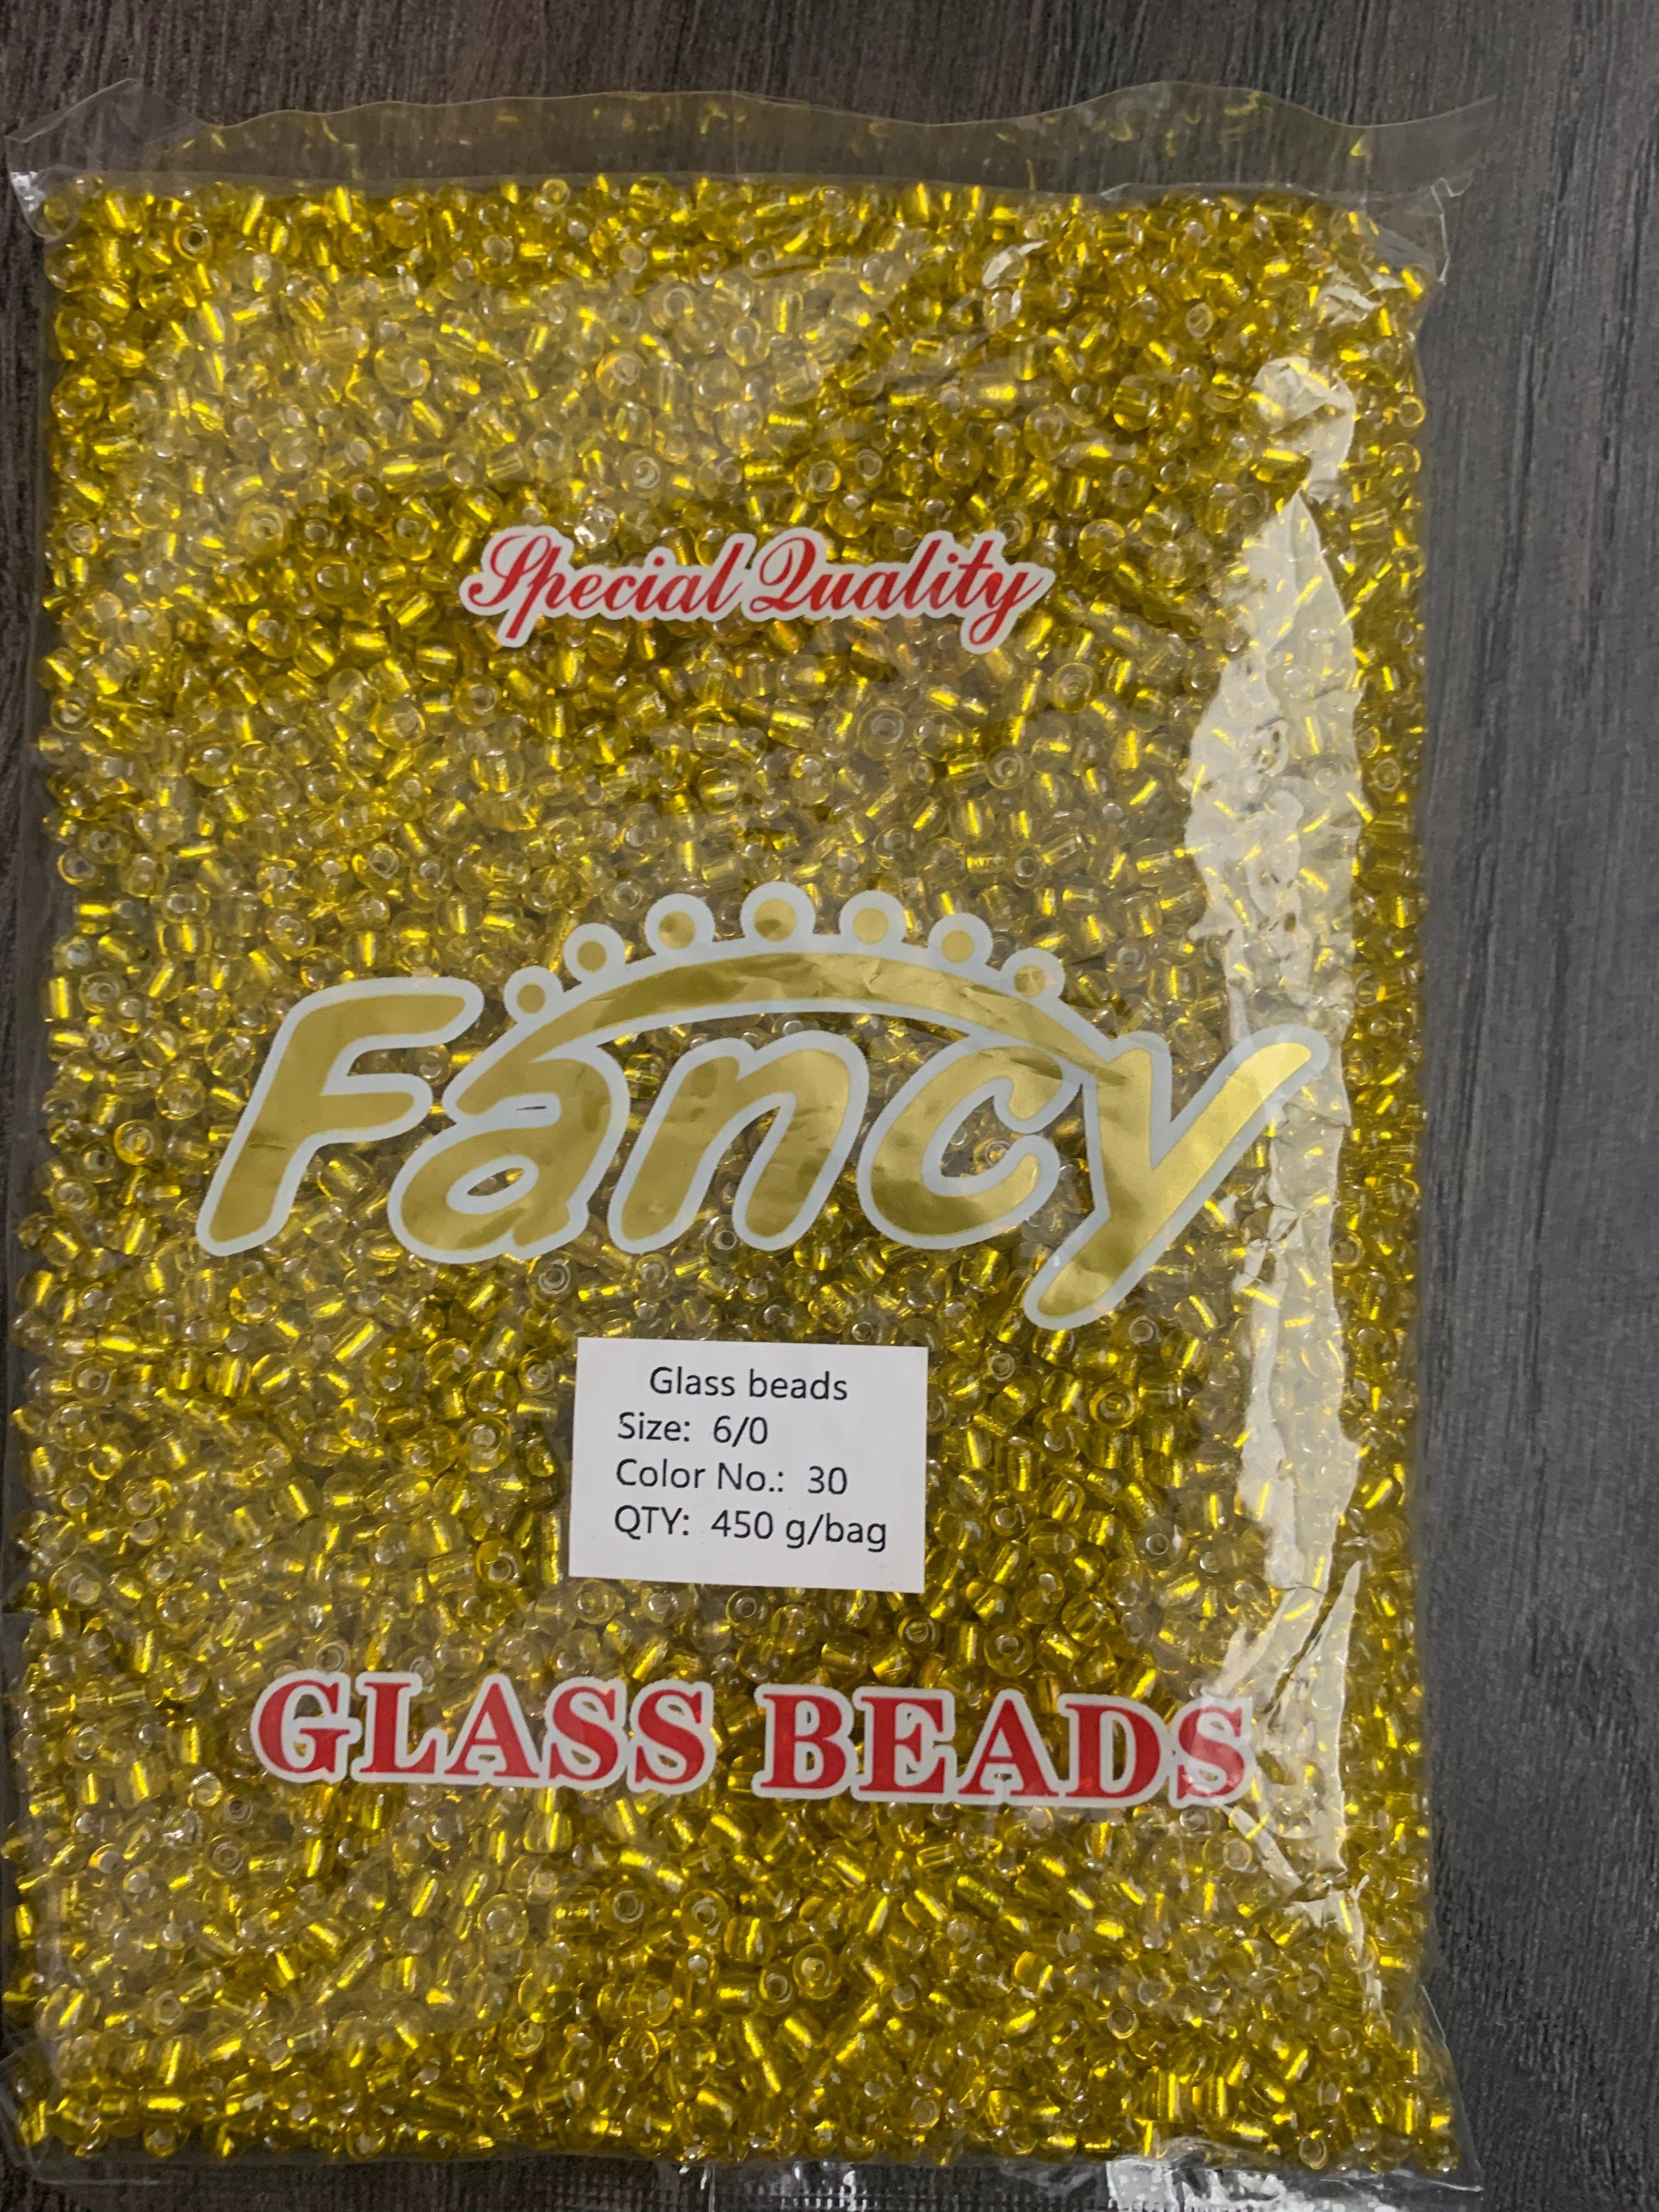 Special Quality
Fancy
Glass beads
Size: 6/0
Color No.: 30
QTY: 450 g/bag
GLASS BEADS